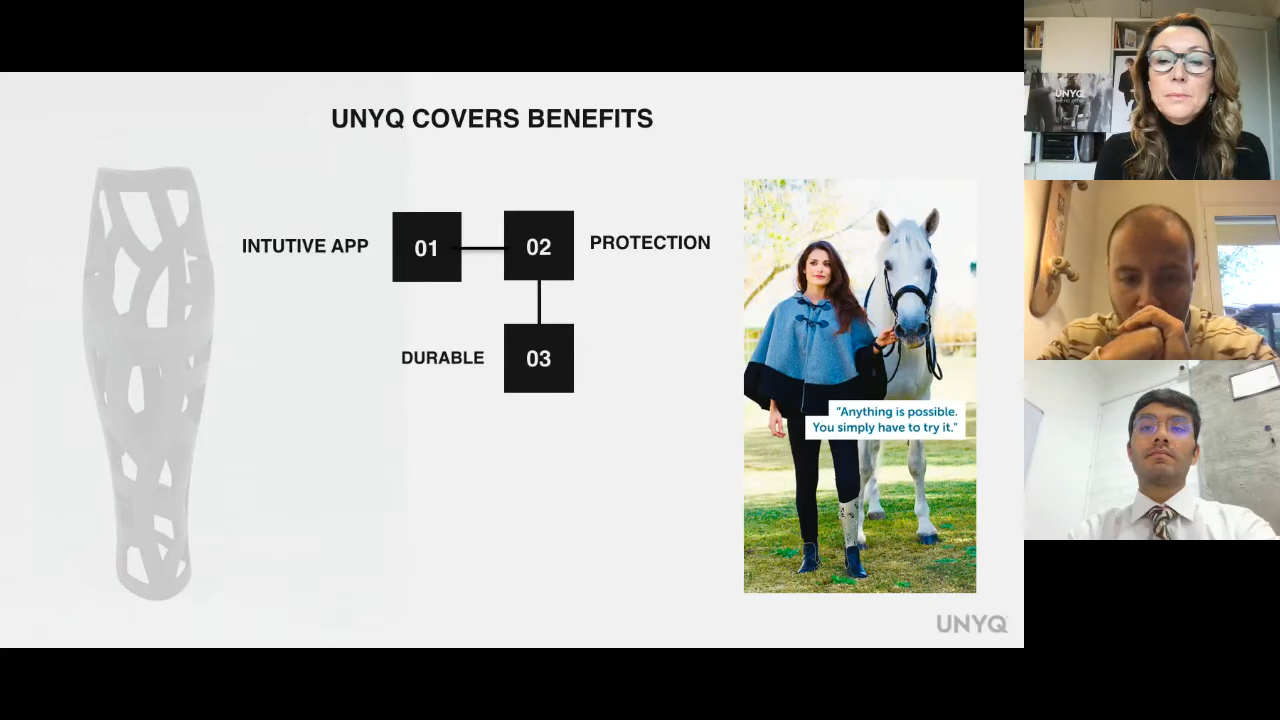 UNYQ COVERS BENEFITS
INTUTIVE APP
01
02
PROTECTION
DURABLE
03
"Anything is possible.
You simply have to try it."
UNYQ
UNYQ